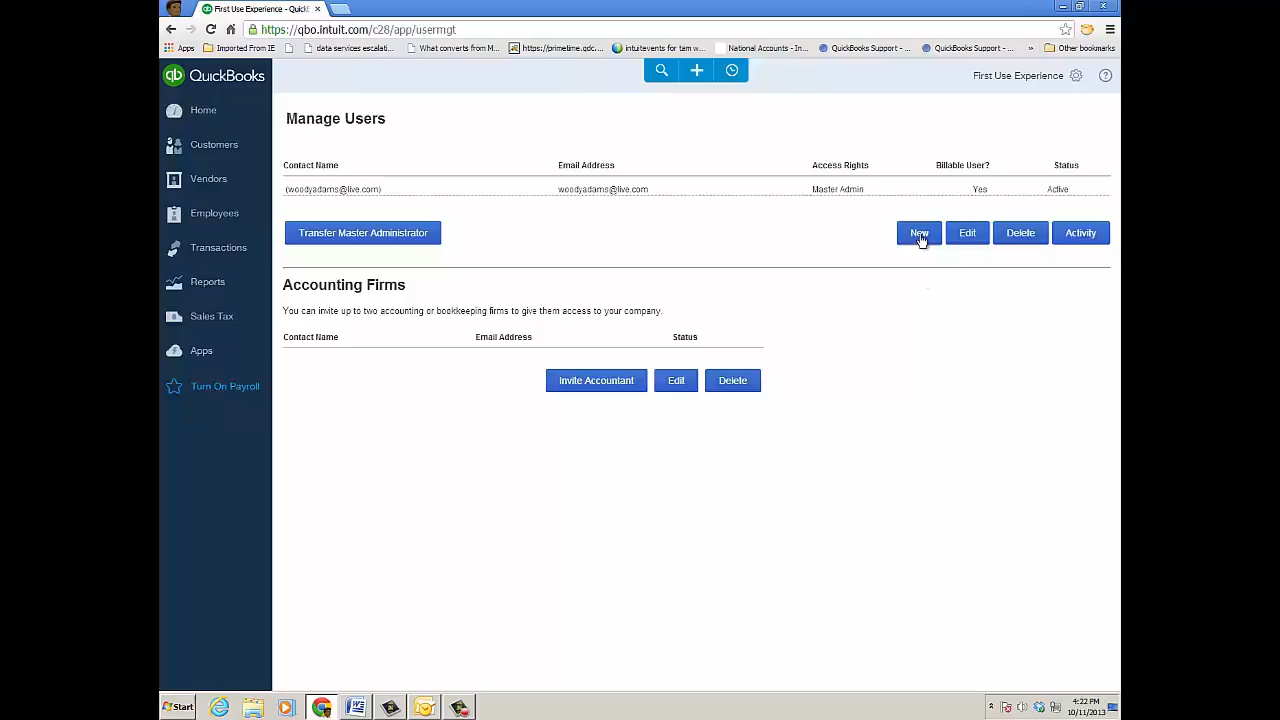 First Use Experience - QuickB
https://qbo.intuit.com/c28/app/usermgt
Apps Imported From IE data services escalati... What converts from M... https://primetime.qdc... intuitevents for tam w... National Accounts - In... QuickBooks Support - ... QuickBooks Support - ... » Other bookmarks
qb QuickBooks
First Use Experience
Home
Customers
Vendors
Employees
Transactions
Reports
Sales Tax
Apps
Turn On Payroll
Manage Users
Contact Name Email Address Access Rights Billable User? Status
(woodyadams@live.com) woodyadams@live.com Master Admin Yes Active
Transfer Master Administrator New Edit Delete Activity
Accounting Firms
You can invite up to two accounting or bookkeeping firms to give them access to your company.
Contact Name Email Address Status
Invite Accountant Edit Delete
Start
4:22 PM
10/11/2013